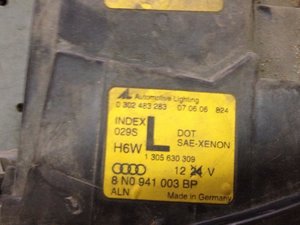 Automotive Lighting
0 302 483 283 07.06.06 824
INDEX
029S
L
DOT
SAE-XENON
H6W
1 305 630 309
12 24 V
8 N0 941 003 BP
ALN
Made in Germany